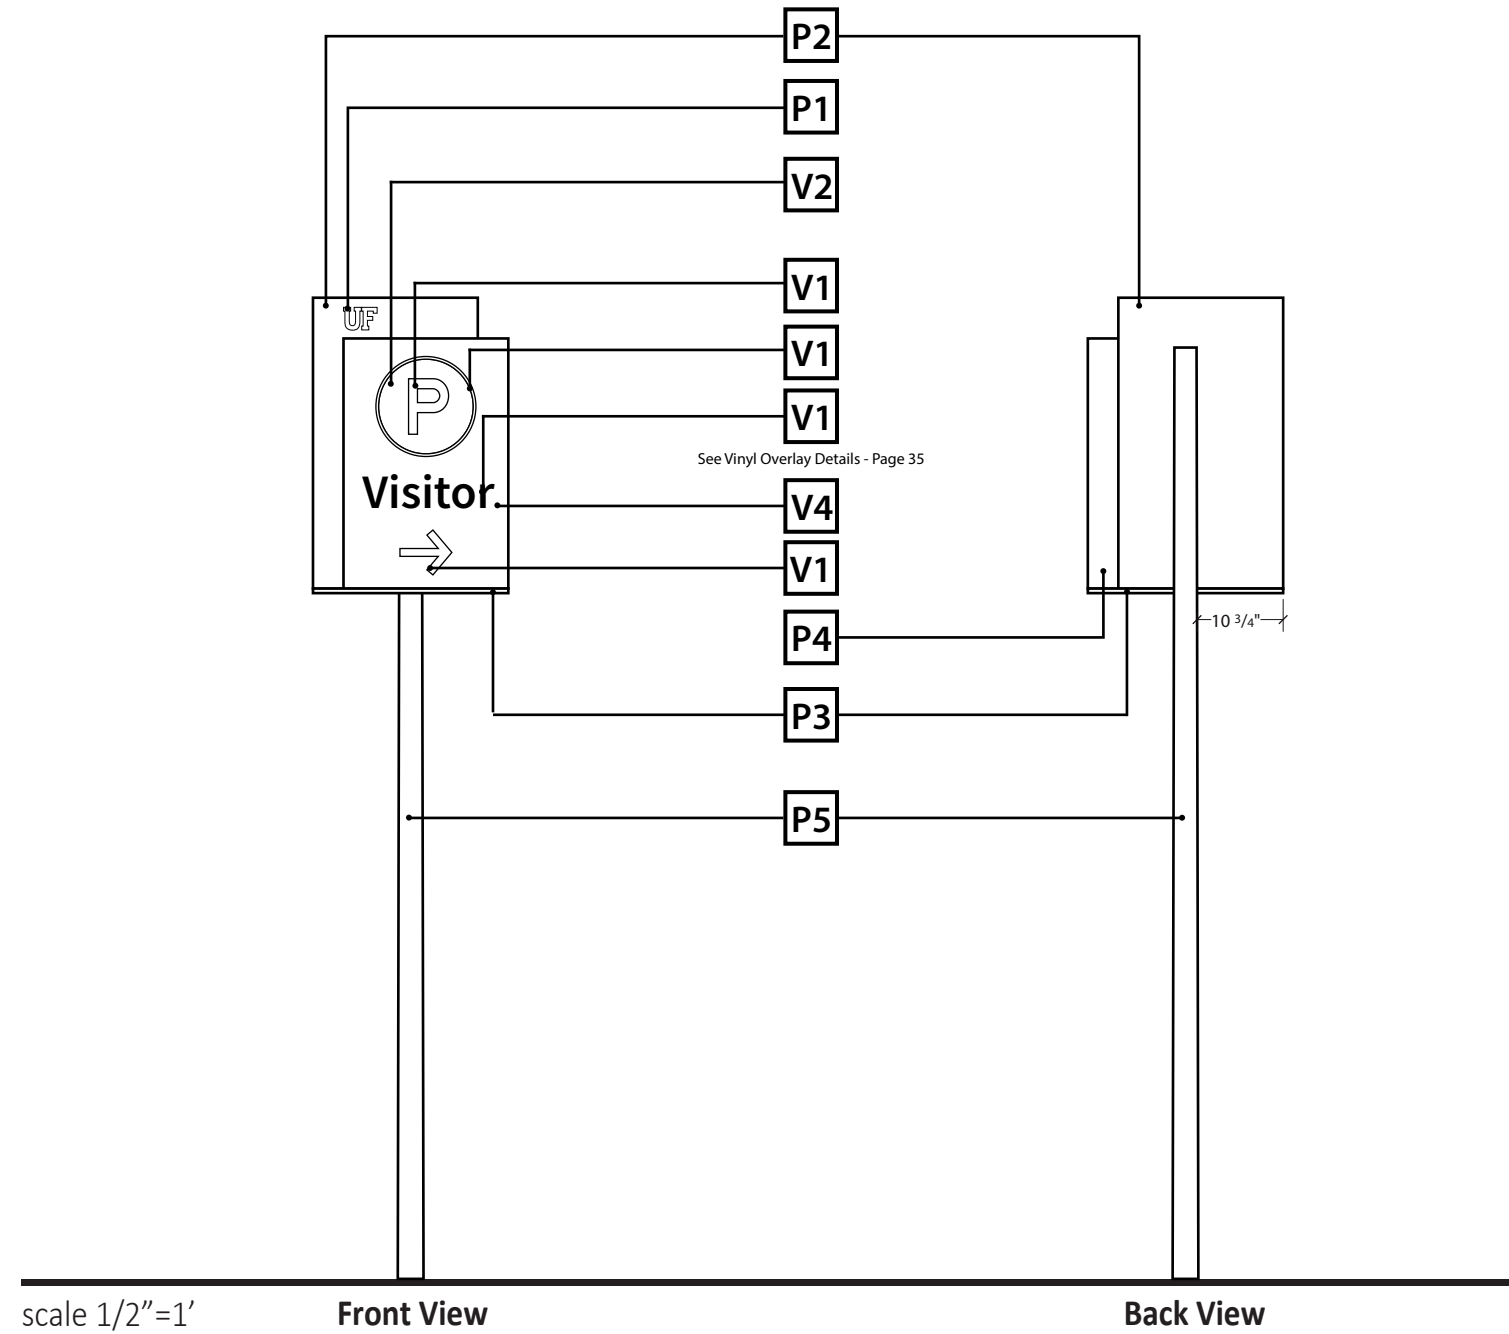 P2
P1
V2
V1
UF
V1
P
V1
See Vinyl Overlay Details - Page 35
Visitor
V4
V1
P4
10 3/4"
P3
P5
scale 1/2”=1’
Front View
Back View